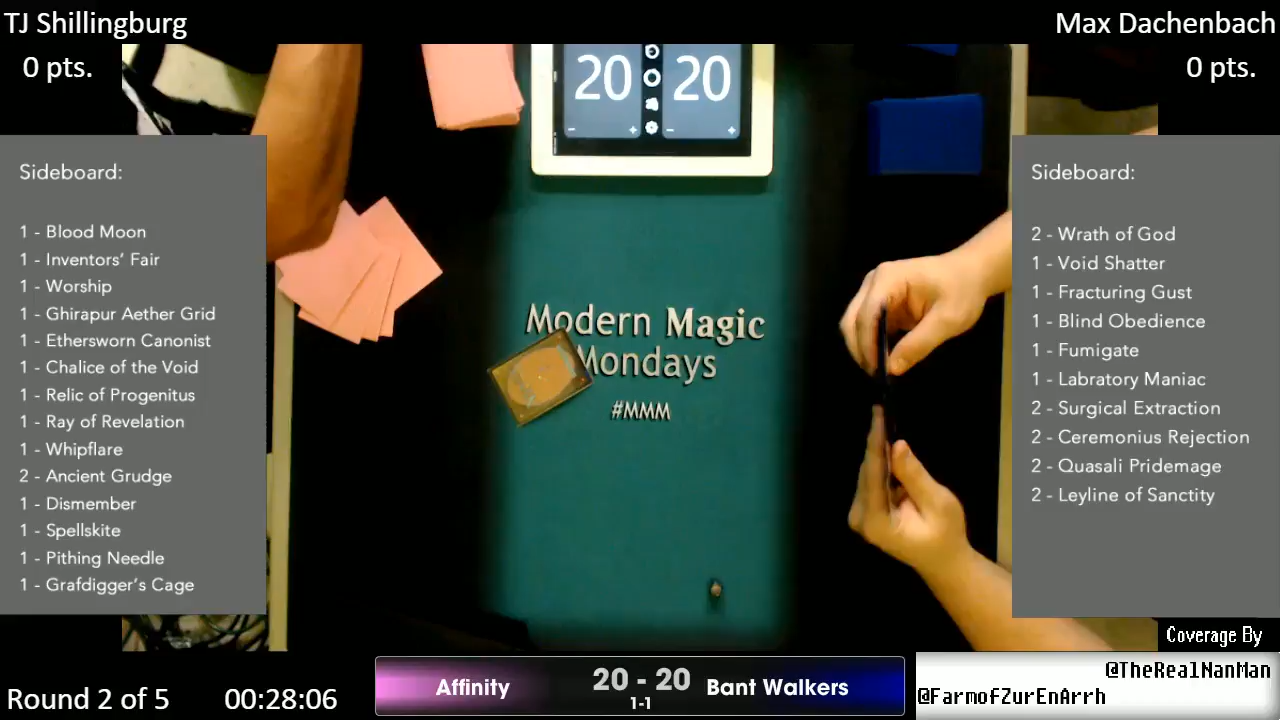 TJ Shillingburg
0 pts.
Max Dachenbach
0 pts.
20 20
- + - +
Sideboard:
1 - Blood Moon
1 - Inventors' Fair
1 - Worship
1 - Ghirapur Aether Grid
1 - Ethersworn Canonist
1 - Chalice of the Void
1 - Relic of Progenitus
1 - Ray of Revelation
1 - Whipflare
2 - Ancient Grudge
1 - Dismember
1 - Spellskite
1 - Pithing Needle
1 - Grafdigger's Cage
Modern Magic
Mondays
#MMM
Sideboard:
2 - Wrath of God
1 - Void Shatter
1 - Fracturing Gust
1 - Blind Obedience
1 - Fumigate
1 - Labratory Maniac
2 - Surgical Extraction
2 - Ceremonius Rejection
2 - Quasali Pridemage
2 - Leyline of Sanctity
Coverage By
@TheRealNanMan
@FarmofZurEnArrh
Round 2 of 5 00:28:06
Affinity 20 - 20 Bant Walkers
1-1